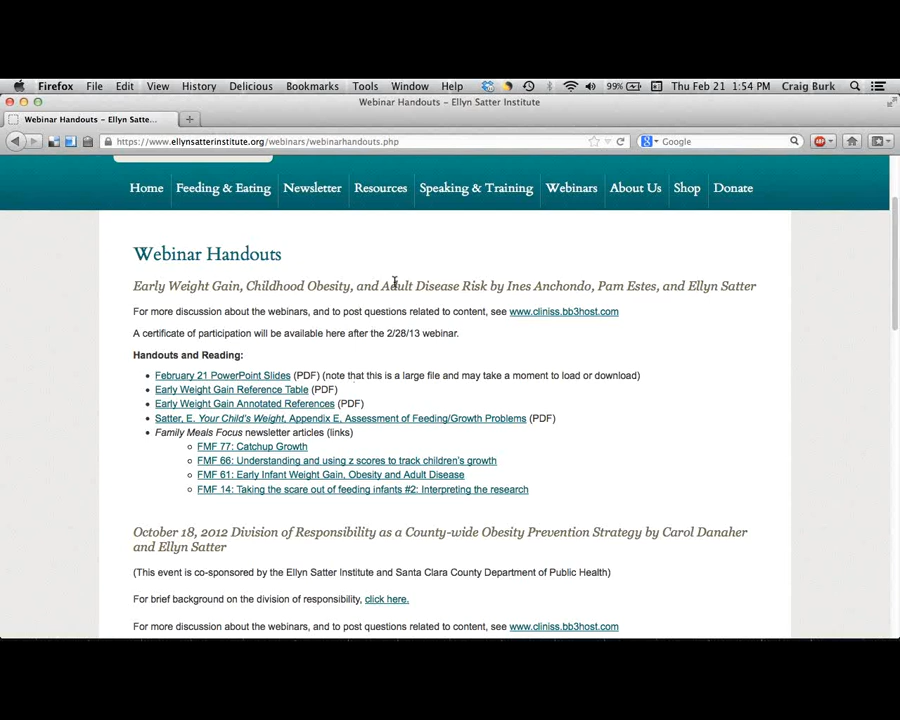 Firefox File Edit View History Delicious Bookmarks Tools Window Help 99% Thu Feb 21 1:54 PM Craig Burk
Webinar Handouts – Ellyn Satter Institute
Webinar Handouts – Ellyn Satte...
https://www.ellynsatterinstitute.org/webinars/webinarhandouts.php Google
Home Feeding & Eating Newsletter Resources Speaking & Training Webinars About Us Shop Donate
Webinar Handouts
Early Weight Gain, Childhood Obesity, and Adult Disease Risk by Ines Anchondo, Pam Estes, and Ellyn Satter
For more discussion about the webinars, and to post questions related to content, see www.cliniss.bb3host.com
A certificate of participation will be available here after the 2/28/13 webinar.
Handouts and Reading:
February 21 PowerPoint Slides (PDF) (note that this is a large file and may take a moment to load or download)
Early Weight Gain Reference Table (PDF)
Early Weight Gain Annotated References (PDF)
Satter, E. Your Child's Weight, Appendix E, Assessment of Feeding/Growth Problems (PDF)
Family Meals Focus newsletter articles (links)
FMF 77: Catchup Growth
FMF 66: Understanding and using z scores to track children's growth
FMF 61: Early Infant Weight Gain, Obesity and Adult Disease
FMF 14: Taking the scare out of feeding infants #2: Interpreting the research
October 18, 2012 Division of Responsibility as a County-wide Obesity Prevention Strategy by Carol Danaher
and Ellyn Satter
(This event is co-sponsored by the Ellyn Satter Institute and Santa Clara County Department of Public Health)
For brief background on the division of responsibility, click here.
For more discussion about the webinars, and to post questions related to content, see www.cliniss.bb3host.com